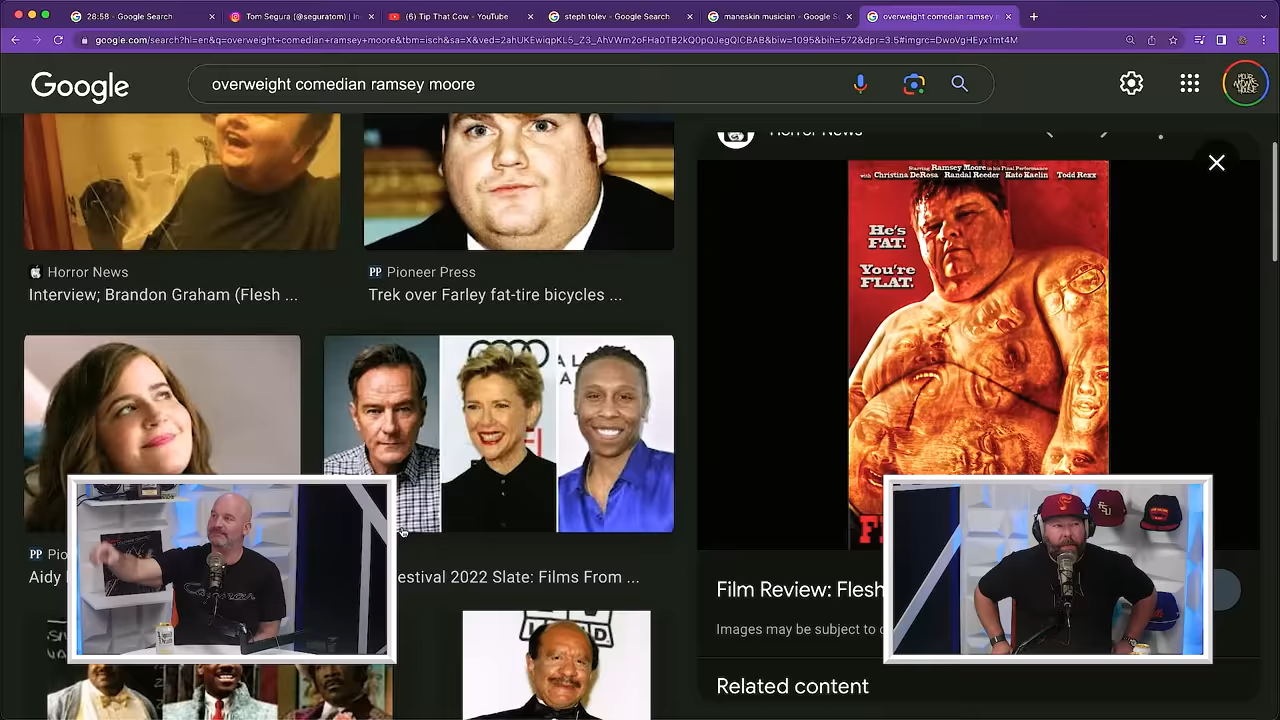 28:58 - Google Search
Tom Segura (@seguratom) | In
(6) Tip That Cow - YouTube
steph tolev - Google Search
maneskin musician - Google S
overweight comedian ramsey m
google.com/search?hl=en&q=overweight+comedian+ramsey+moore&tbm=isch&sa=X&ved=2ahUKEwiqpKL5_Z3_AhVWm2oFHa0TB2kQ0pQJegQICBAB&biw=1095&bih=572&dpr=3.5#imgrc=DwoVgHEyx1mt4M
Google
overweight comedian ramsey moore
Horror News
Starring Ramsey Moore in his Final Performance
with Christina DeRosa Randal Reeder Kato Kaelin Todd Rexx
He's
FAT.
You're
FLAT.
Horror News
Interview; Brandon Graham (Flesh ...
PP Pioneer Press
Trek over Farley fat-tire bicycles ...
PP Pio
Aidy
estival 2022 Slate: Films From ...
Film Review: Flesh
Images may be subject to
Related content
FSU